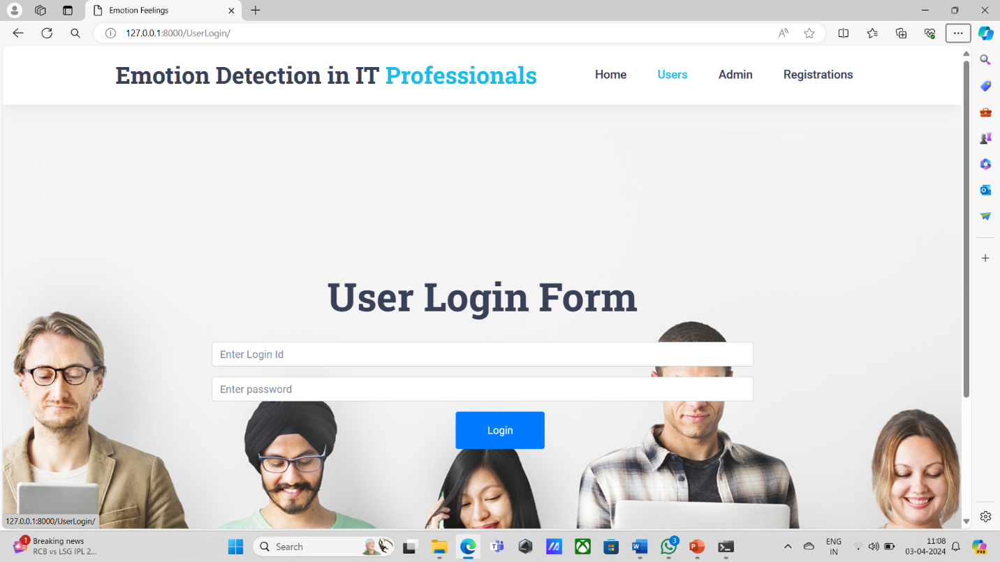 Emotion Feelings
127.0.0.1:8000/UserLogin/
Emotion Detection in IT Professionals
Home
Users
Admin
Registrations
User Login Form
Enter Login Id
Enter password
Login
127.0.0.1:8000/UserLogin/
1
Breaking news
RCB vs LSG IPL 2...
Search
3
ENG
IN
11:08
03-04-2024
PRE